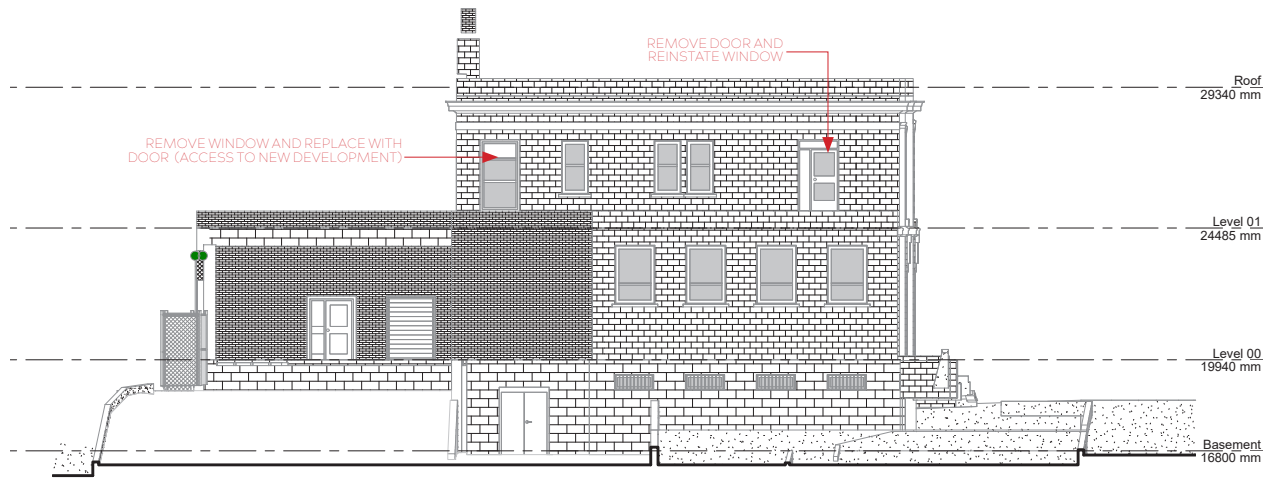 REMOVE DOOR AND
REINSTATE WINDOW
Roof
29340 mm
REMOVE WINDOW AND REPLACE WITH
DOOR (ACCESS TO NEW DEVELOPMENT)
Level 01
24485 mm
Level 00
19940 mm
Basement
16800 mm